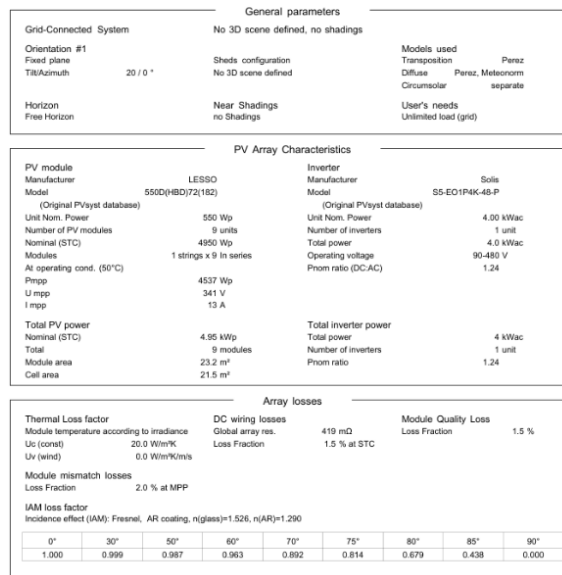 General parameters
Grid-Connected System No 3D scene defined, no shadings
Orientation #1
Fixed plane Sheds configuration Models used
Tilt/Azimuth 20 / 0 ° No 3D scene defined Transposition Perez
Diffuse Perez, Meteonorm
Circumsolar separate
Horizon Near Shadings User's needs
Free Horizon no Shadings Unlimited load (grid)
PV Array Characteristics
PV module Inverter
Manufacturer LESSO Manufacturer Solis
Model 550D(HBD)72(182) Model S5-EO1P4K-48-P
(Original PVsyst database) (Original PVsyst database)
Unit Nom. Power 550 Wp Unit Nom. Power 4.00 kWac
Number of PV modules 9 units Number of inverters 1 unit
Nominal (STC) 4950 Wp Total power 4.0 kWac
Modules 1 strings x 9 In series Operating voltage 90-480 V
At operating cond. (50°C) Pnom ratio (DC:AC) 1.24
Pmpp 4537 Wp
U mpp 341 V
I mpp 13 A
Total PV power Total inverter power
Nominal (STC) 4.95 kWp Total power 4 kWac
Total 9 modules Number of inverters 1 unit
Module area 23.2 m² Pnom ratio 1.24
Cell area 21.5 m²
Array losses
Thermal Loss factor DC wiring losses Module Quality Loss
Module temperature according to irradiance Global array res. 419 mΩ Loss Fraction 1.5 %
Uc (const) 20.0 W/m²K Loss Fraction 1.5 % at STC
Uv (wind) 0.0 W/m²K/m/s
Module mismatch losses
Loss Fraction 2.0 % at MPP
IAM loss factor
Incidence effect (IAM): Fresnel, AR coating, n(glass)=1.526, n(AR)=1.290
0° 30° 50° 60° 70° 75° 80° 85° 90°
1.000 0.999 0.987 0.963 0.892 0.814 0.679 0.438 0.000